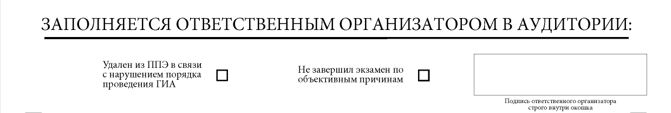 ЗАПОЛНЯЕТСЯ ОТВЕТСТВЕННЫМ ОРГАНИЗАТОРОМ В АУДИТОРИИ:
Удален из ППЭ в связи
с нарушением порядка
проведения ГИА
Не завершил экзамен по
объективным причинам
Подпись ответственного организатора
строго внутри окошка